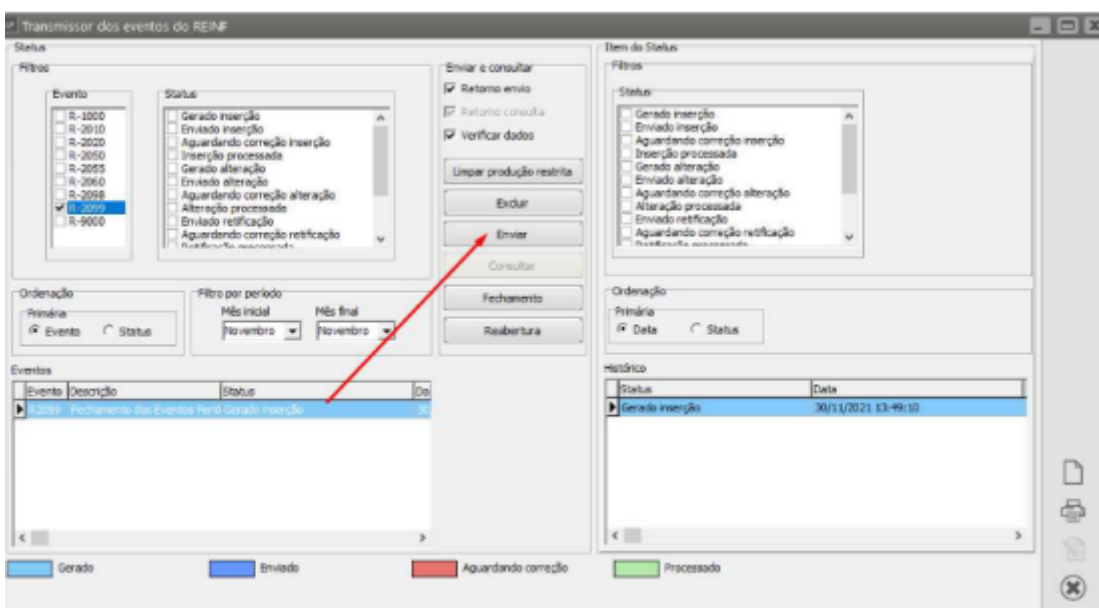 Transmissor dos eventos do REINF
Status
Filtros
Evento
R-1000
R-2010
R-2020
R-2050
R-2055
R-2060
R-2098
R-2099
R-9000
Status
Gerado inserção
Enviado inserção
Aguardando correção inserção
Inserção processada
Gerado alteração
Enviado alteração
Aguardando correção alteração
Alteração processada
Enviado retificação
Aguardando correção retificação
Retificação processada
Enviar e consultar
Retorno envio
Retorno consulta
Verificar dados
Limpar produção restrita
Excluir
Enviar
Consultar
Fechamento
Reabertura
Ordenação
Primária
Evento Status
Filtro por período
Mês inicial Mês final
Novembro Novembro
Eventos
Evento Descrição Status Da
R2099 Fechamento dos Eventos Perió Gerado inserção 30
Item do Status
Filtros
Status
Gerado inserção
Enviado inserção
Aguardando correção inserção
Inserção processada
Gerado alteração
Enviado alteração
Aguardando correção alteração
Alteração processada
Enviado retificação
Aguardando correção retificação
Retificação processada
Ordenação
Primária
Data Status
Histórico
Status Data
Gerado inserção 30/11/2021 13:49:10
Gerado Enviado Aguardando correção Processado